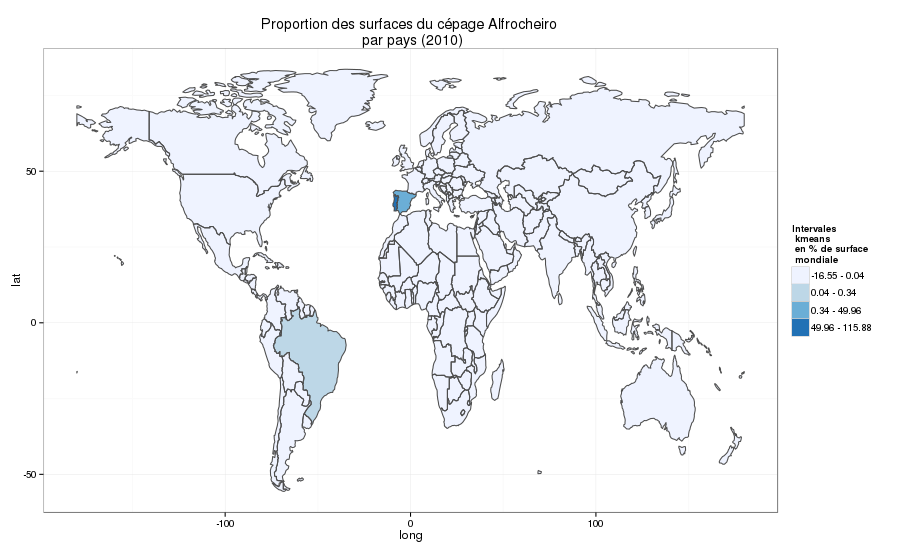 Proportion des surfaces du cépage Alfrocheiro
par pays (2010)
50
0
-50
lat
-100
0
100
long
Intervales
kmeans
en % de surface
mondiale
-16.55 - 0.04
0.04 - 0.34
0.34 - 49.96
49.96 - 115.88